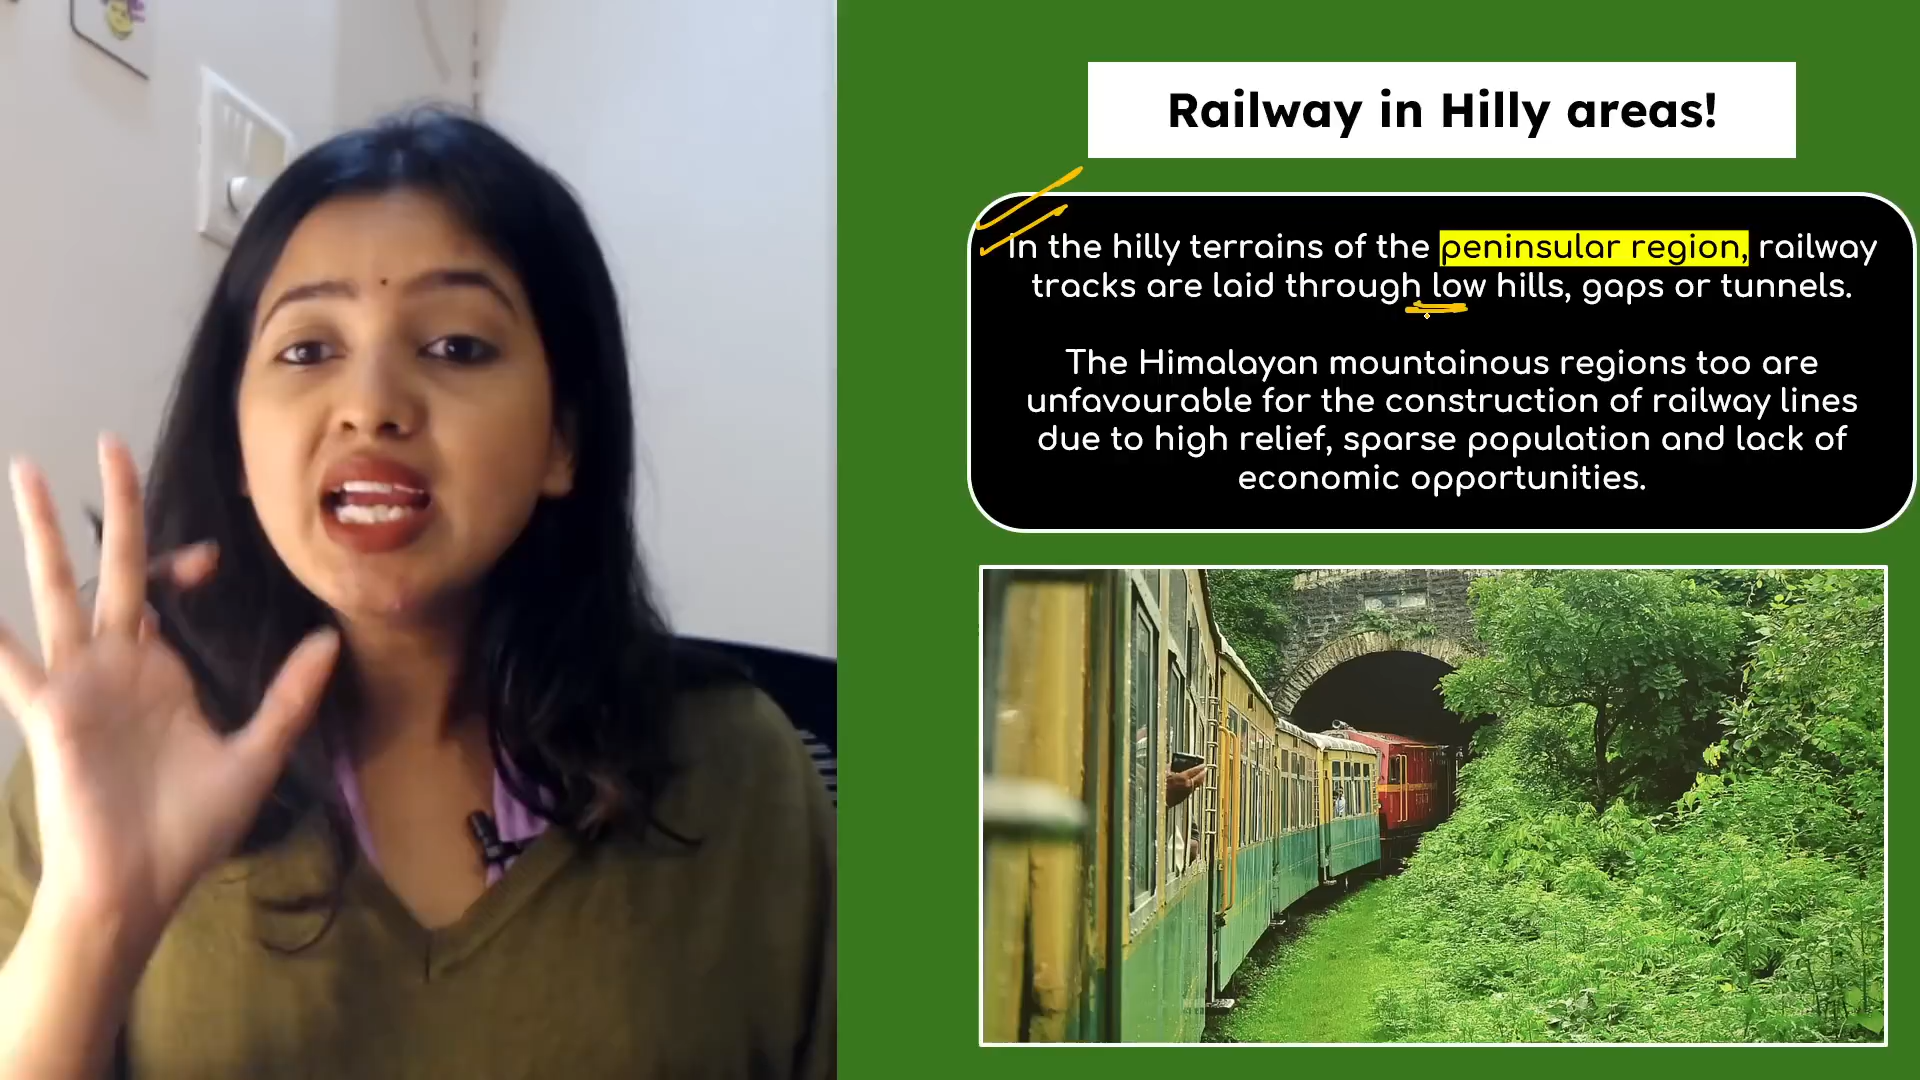 Railway in Hilly areas!
In the hilly terrains of the peninsular region, railway
tracks are laid through low hills, gaps or tunnels.
The Himalayan mountainous regions too are
unfavourable for the construction of railway lines
due to high relief, sparse population and lack of
economic opportunities.